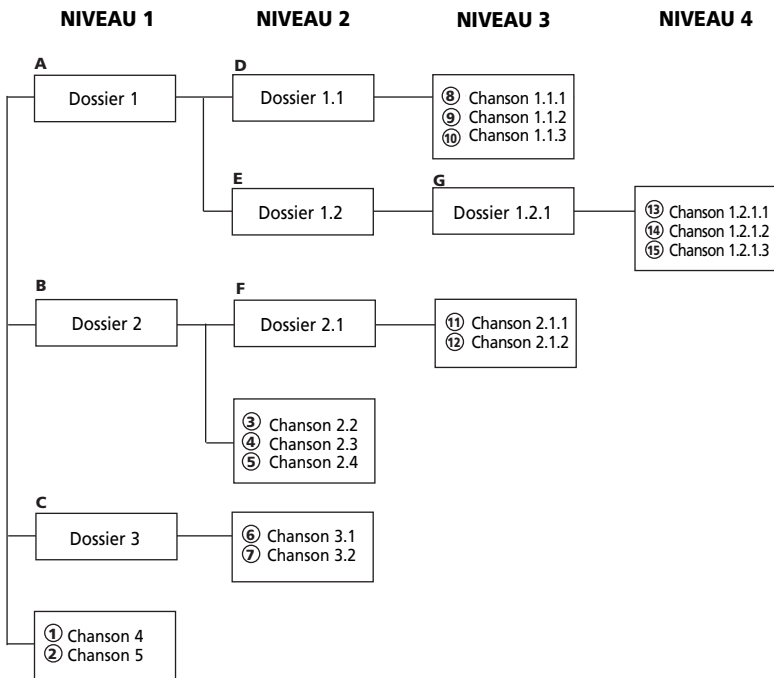 NIVEAU 1 NIVEAU 2 NIVEAU 3 NIVEAU 4
A
Dossier 1
D
Dossier 1.1
8 Chanson 1.1.1
9 Chanson 1.1.2
10 Chanson 1.1.3
E
Dossier 1.2
G
Dossier 1.2.1
13 Chanson 1.2.1.1
14 Chanson 1.2.1.2
15 Chanson 1.2.1.3
B
Dossier 2
F
Dossier 2.1
11 Chanson 2.1.1
12 Chanson 2.1.2
3 Chanson 2.2
4 Chanson 2.3
5 Chanson 2.4
C
Dossier 3
6 Chanson 3.1
7 Chanson 3.2
1 Chanson 4
2 Chanson 5